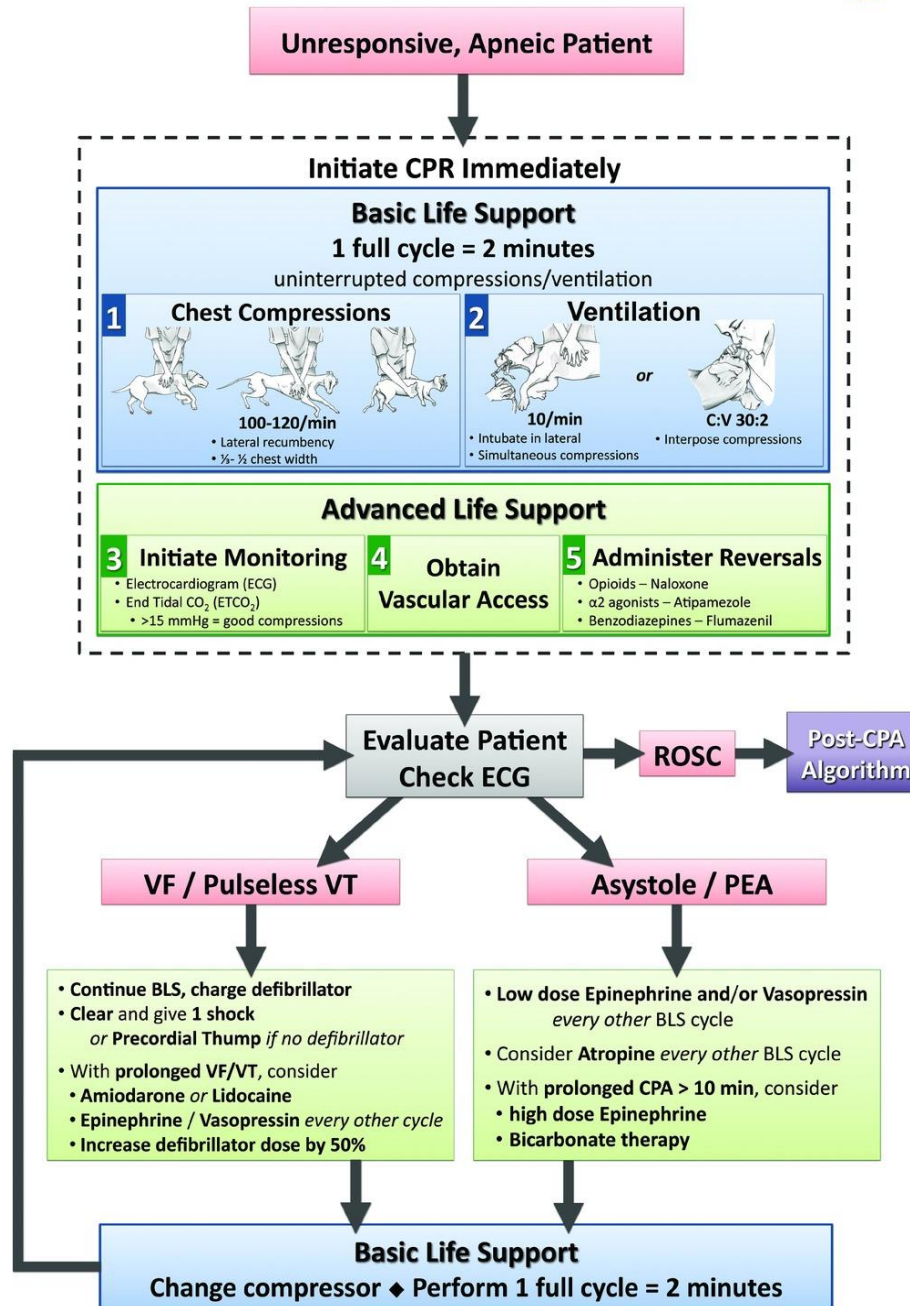 Unresponsive, Apneic Patient
Initiate CPR Immediately
Basic Life Support
1 full cycle = 2 minutes
uninterrupted compressions/ventilation
1
Chest Compressions
100-120/min
• Lateral recumbency
• ⅓- ½ chest width
2
Ventilation
or
10/min
• Intubate in lateral
• Simultaneous compressions
C:V 30:2
• Interpose compressions
Advanced Life Support
3
Initiate Monitoring
• Electrocardiogram (ECG)
• End Tidal CO₂ (ETCO₂)
• >15 mmHg = good compressions
4
Obtain
Vascular Access
5
Administer Reversals
• Opioids – Naloxone
• α2 agonists – Atipamezole
• Benzodiazepines – Flumazenil
Evaluate Patient
Check ECG
ROSC
Post-CPA
Algorithm
VF / Pulseless VT
• Continue BLS, charge defibrillator
• Clear and give 1 shock
or Precordial Thump if no defibrillator
• With prolonged VF/VT, consider
• Amiodarone or Lidocaine
• Epinephrine / Vasopressin every other cycle
• Increase defibrillator dose by 50%
Asystole / PEA
• Low dose Epinephrine and/or Vasopressin
every other BLS cycle
• Consider Atropine every other BLS cycle
• With prolonged CPA > 10 min, consider
• high dose Epinephrine
• Bicarbonate therapy
Basic Life Support
Change compressor ◆ Perform 1 full cycle = 2 minutes